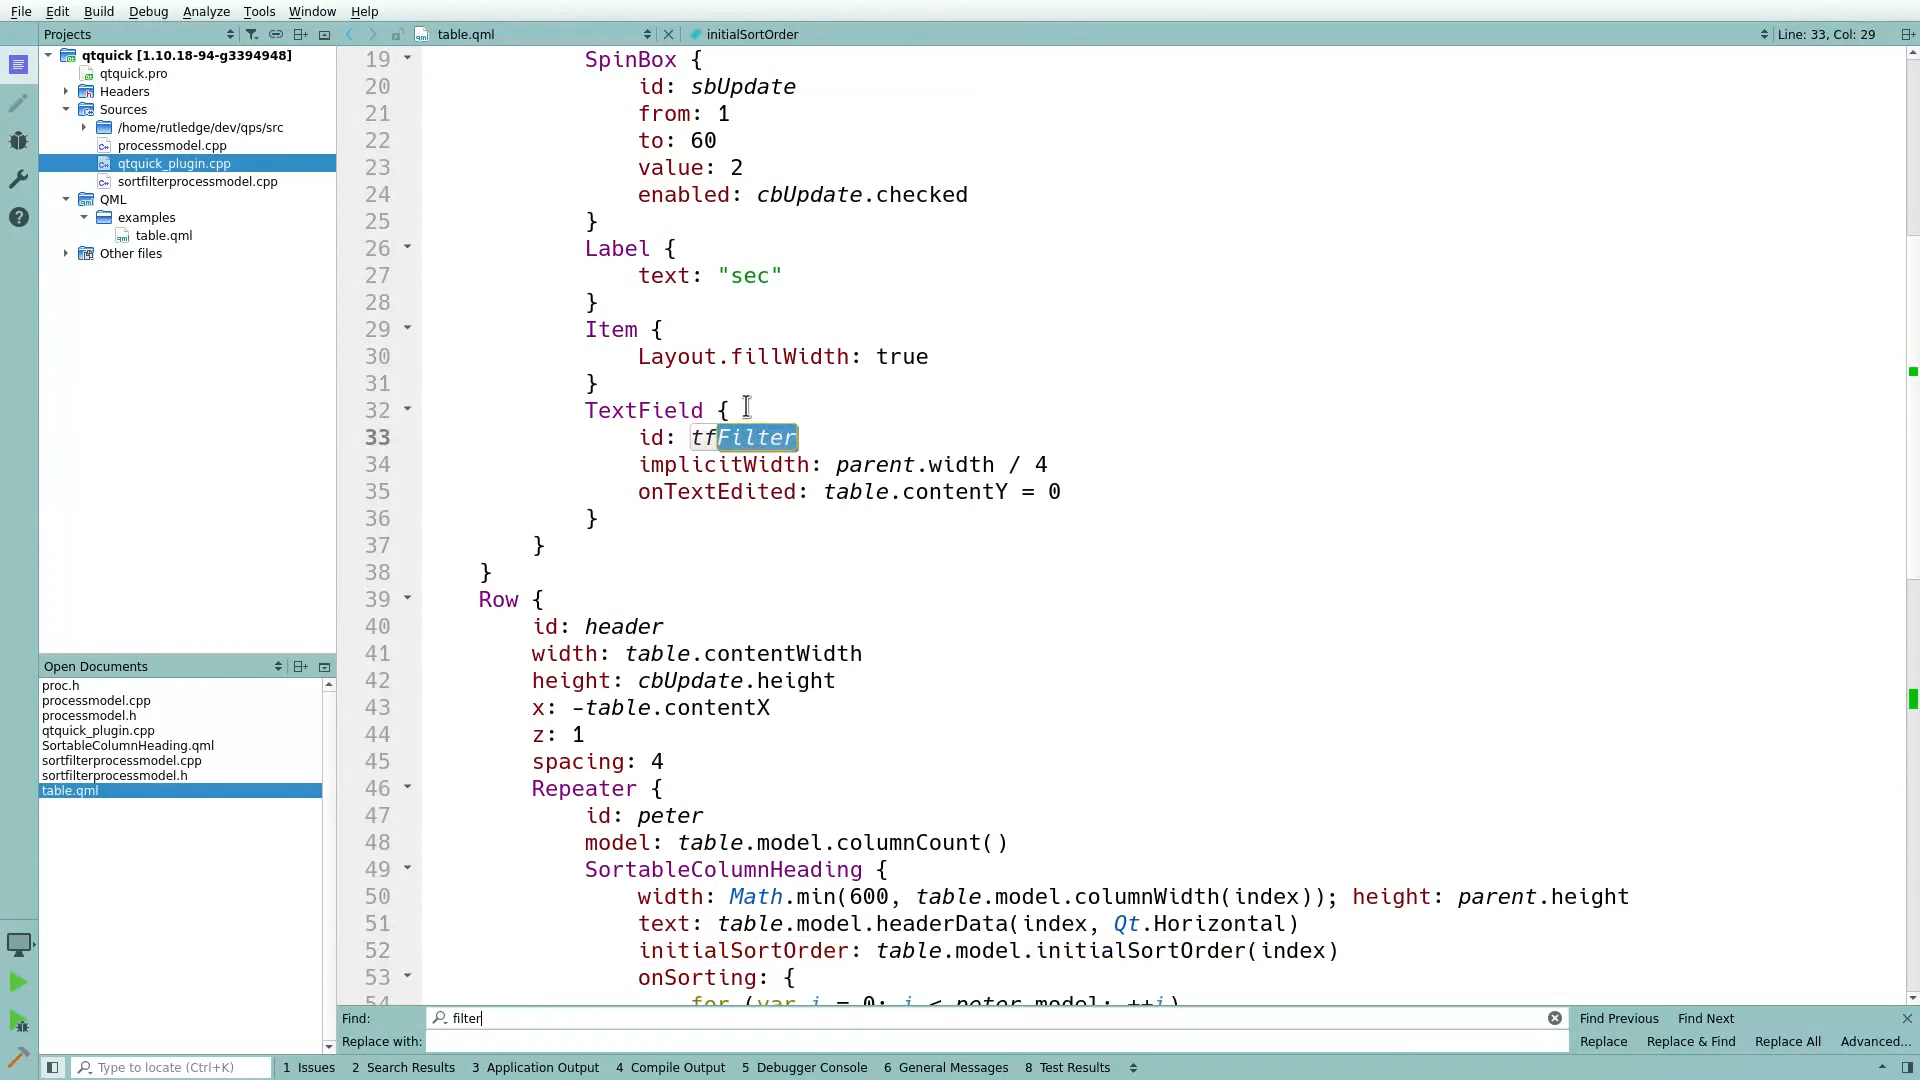 File Edit Build Debug Analyze Tools Window Help
Projects
table.qml
initialSortOrder
Line: 33, Col: 29
qtquick [1.10.18-94-g3394948]
qtquick.pro
Headers
Sources
/home/rutledge/dev/qps/src
processmodel.cpp
qtquick_plugin.cpp
sortfilterprocessmodel.cpp
QML
examples
table.qml
Other files
Open Documents
proc.h
processmodel.cpp
processmodel.h
qtquick_plugin.cpp
SortableColumnHeading.qml
sortfilterprocessmodel.cpp
sortfilterprocessmodel.h
table.qml
19 SpinBox {
20 id: sbUpdate
21 from: 1
22 to: 60
23 value: 2
24 enabled: cbUpdate.checked
25 }
26 Label {
27 text: "sec"
28 }
29 Item {
30 Layout.fillWidth: true
31 }
32 TextField {
33 id: tfFilter
34 implicitWidth: parent.width / 4
35 onTextEdited: table.contentY = 0
36 }
37 }
38 }
39 Row {
40 id: header
41 width: table.contentWidth
42 height: cbUpdate.height
43 x: -table.contentX
44 z: 1
45 spacing: 4
46 Repeater {
47 id: peter
48 model: table.model.columnCount()
49 SortableColumnHeading {
50 width: Math.min(600, table.model.columnWidth(index)); height: parent.height
51 text: table.model.headerData(index, Qt.Horizontal)
52 initialSortOrder: table.model.initialSortOrder(index)
53 onSorting: {
54 for (var i = 0; i < peter.model; ++i)
Find: filter
Find Previous Find Next
Replace with:
Replace Replace & Find Replace All Advanced...
Type to locate (Ctrl+K)
1 Issues 2 Search Results 3 Application Output 4 Compile Output 5 Debugger Console 6 General Messages 8 Test Results